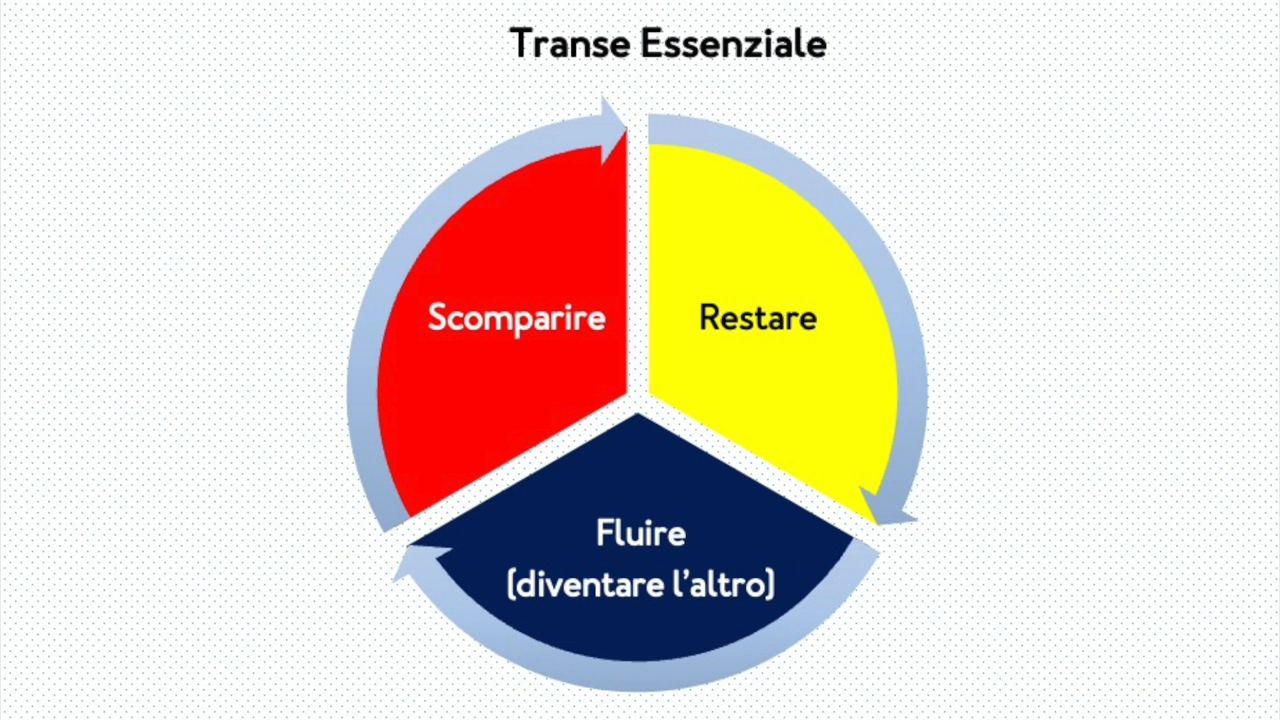 Transe Essenziale
Scomparire
Restare
Fluire
(diventare l'altro)